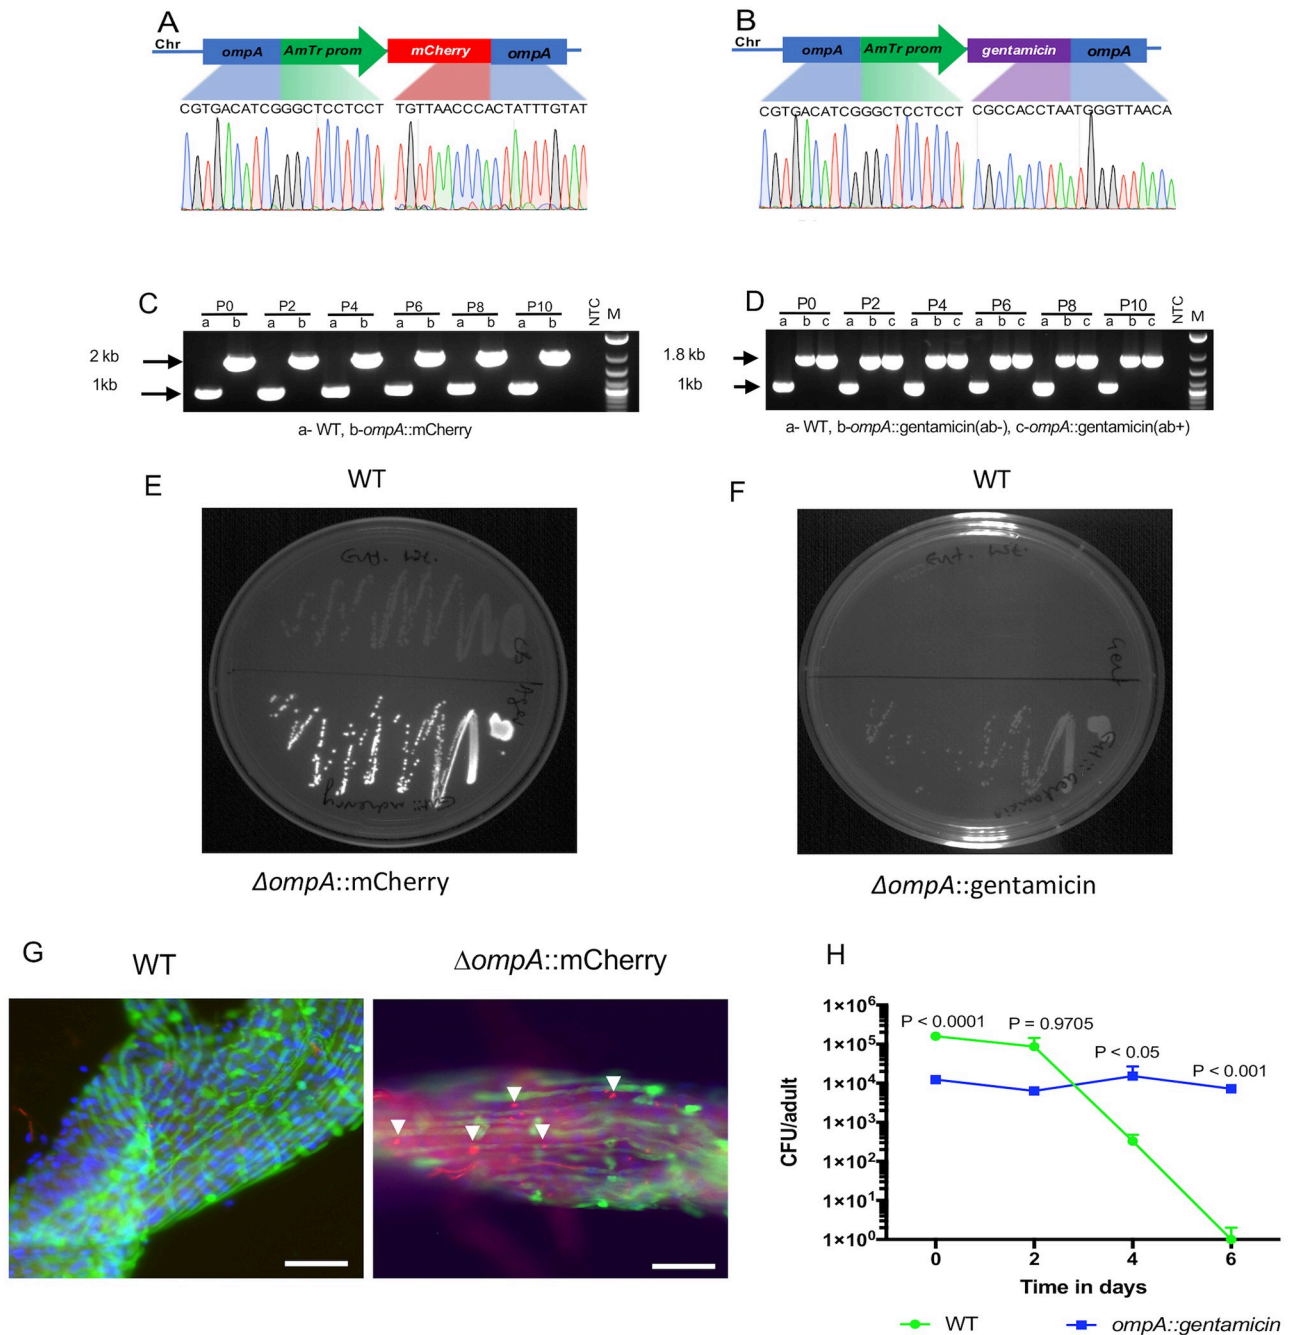 A
Chr
ompA
AmTr prom
mCherry
ompA
CGTGACATCGGGCTCCTCCT
TGTTAACCCACTATTTGTAT
B
Chr
ompA
AmTr prom
gentamicin
ompA
CGTGACATCGGGCTCCTCCT
CGCCACCTAATGGGTTAACA
C
P0 P2 P4 P6 P8 P10 NTC M
a b a b a b a b a b a b
2 kb
1kb
a- WT, b-ompA::mCherry
D
P0 P2 P4 P6 P8 P10 NTC M
a b c a b c a b c a b c a b c a b c
1.8 kb
1kb
a- WT, b-ompA::gentamicin(ab-), c-ompA::gentamicin(ab+)
E
WT
ΔompA::mCherry
F
WT
Gent
ΔompA::gentamicin
G
WT
ΔompA::mCherry
H
1×10⁶
1×10⁵
1×10⁴
1×10³
1×10²
1×10¹
1×10⁰
CFU/adult
P < 0.0001
P = 0.9705
P < 0.05
P < 0.001
0 2 4 6
Time in days
WT
ompA::gentamicin